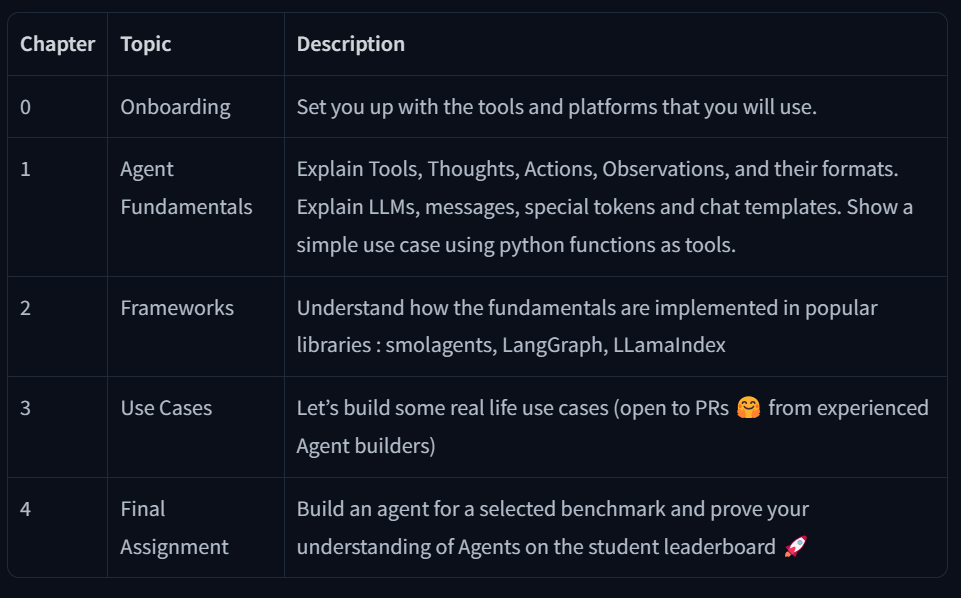 Chapter Topic Description
0 Onboarding Set you up with the tools and platforms that you will use.
1 Agent Fundamentals Explain Tools, Thoughts, Actions, Observations, and their formats.
Explain LLMs, messages, special tokens and chat templates. Show a
simple use case using python functions as tools.
2 Frameworks Understand how the fundamentals are implemented in popular
libraries : smolagents, LangGraph, LLamaIndex
3 Use Cases Let’s build some real life use cases (open to PRs 🤗 from experienced
Agent builders)
4 Final Assignment Build an agent for a selected benchmark and prove your
understanding of Agents on the student leaderboard 🚀